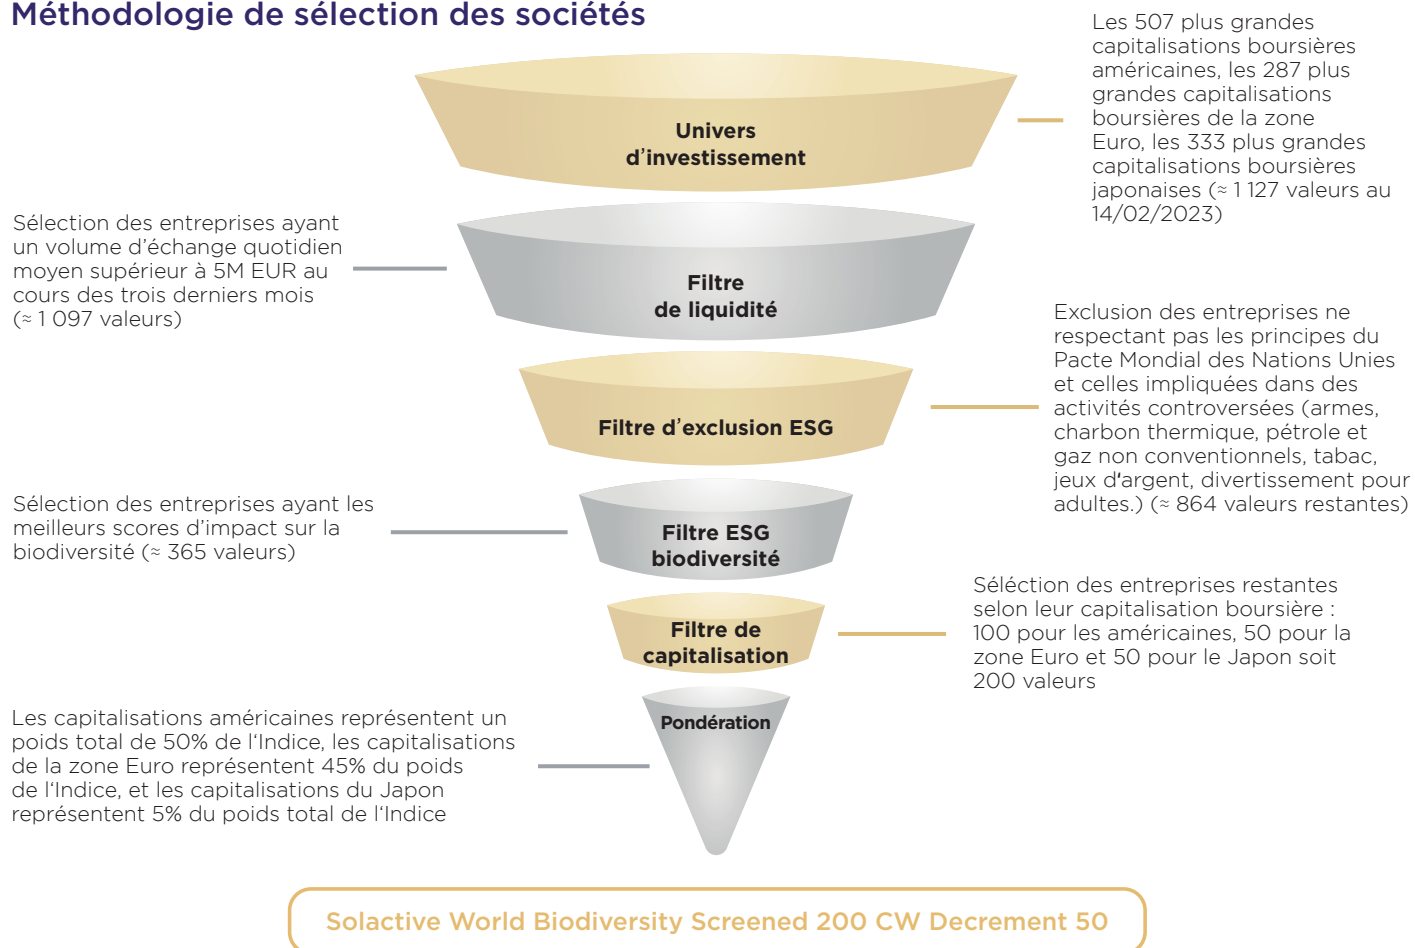 Méthodologie de sélection des sociétés
Les 507 plus grandes
capitalisations boursières
américaines, les 287 plus
grandes capitalisations
boursières de la zone
Euro, les 333 plus grandes
capitalisations boursières
japonaises (≈ 1 127 valeurs au
14/02/2023)
Univers
d’investissement
Sélection des entreprises ayant
un volume d’échange quotidien
moyen supérieur à 5M EUR au
cours des trois derniers mois
(≈ 1 097 valeurs)
Filtre
de liquidité
Exclusion des entreprises ne
respectant pas les principes du
Pacte Mondial des Nations Unies
et celles impliquées dans des
activités controversées (armes,
charbon thermique, pétrole et
gaz non conventionnels, tabac,
jeux d'argent, divertissement pour
adultes.) (≈ 864 valeurs restantes)
Filtre d’exclusion ESG
Sélection des entreprises ayant les
meilleurs scores d’impact sur la
biodiversité (≈ 365 valeurs)
Filtre ESG
biodiversité
Séléction des entreprises restantes
selon leur capitalisation boursière :
100 pour les américaines, 50 pour la
zone Euro et 50 pour le Japon soit
200 valeurs
Filtre de
capitalisation
Les capitalisations américaines représentent un
poids total de 50% de l‘Indice, les capitalisations
de la zone Euro représentent 45% du poids
de l‘Indice, et les capitalisations du Japon
représentent 5% du poids total de l‘Indice
Pondération
Solactive World Biodiversity Screened 200 CW Decrement 50